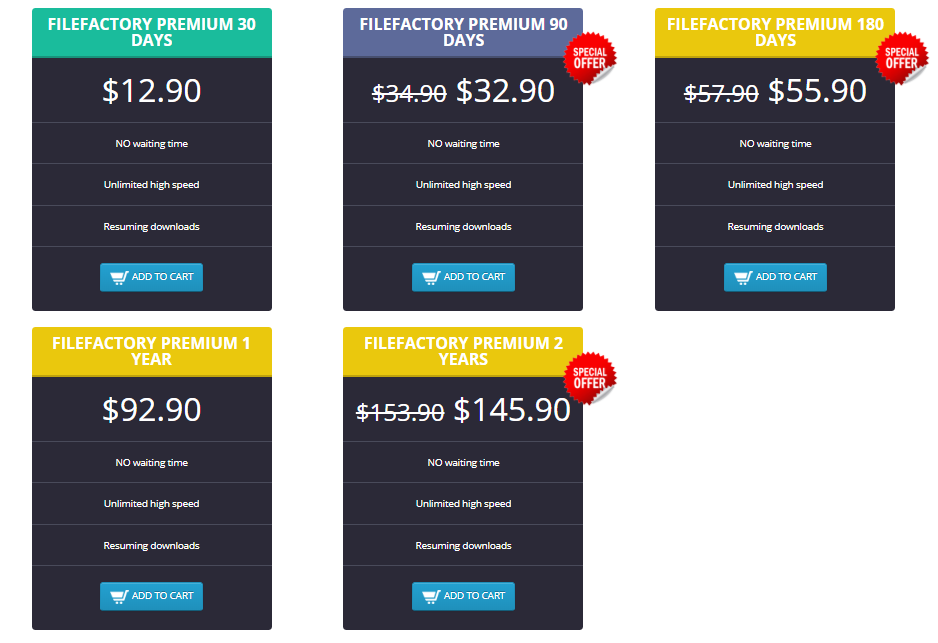 FILEFACTORY PREMIUM 30
DAYS
$12.90
NO waiting time
Unlimited high speed
Resuming downloads
ADD TO CART
FILEFACTORY PREMIUM 90
DAYS
SPECIAL
OFFER
$34.90 $32.90
NO waiting time
Unlimited high speed
Resuming downloads
ADD TO CART
FILEFACTORY PREMIUM 180
DAYS
SPECIAL
OFFER
$57.90 $55.90
NO waiting time
Unlimited high speed
Resuming downloads
ADD TO CART
FILEFACTORY PREMIUM 1
YEAR
$92.90
NO waiting time
Unlimited high speed
Resuming downloads
ADD TO CART
FILEFACTORY PREMIUM 2
YEARS
SPECIAL
OFFER
$153.90 $145.90
NO waiting time
Unlimited high speed
Resuming downloads
ADD TO CART